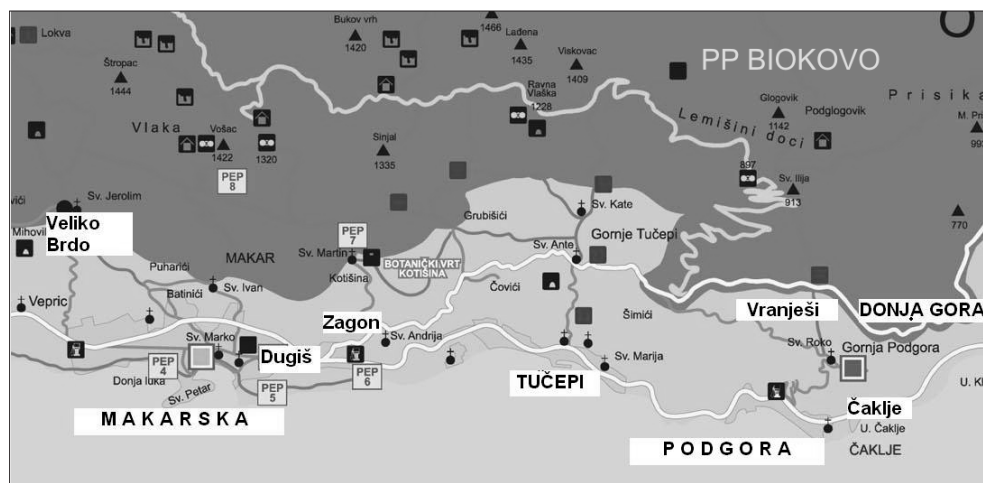 Bukov vrh
1420
1466
Lađena
1435
Viskovac
1409
PP BIOKOVO
O
Lokva
Štropac
1444
Ravna
Vlaška
1228
Glogovik
1142
Podglogovik
Prisika
M. Pri
993
Lemišini doci
Vlaka
Vošac
1422
1320
Sinjal
1335
PEP
8
897
Sv. Ilija
913
770
vići
Sv. Jerolim
Veliko
Brdo
Mihovil
Sv. Kate
Grubišići
PEP
7
Gornje Tučepi
Sv. Martin
Sv. Ante
MAKAR
BOTANIČKI VRT
KOTIŠINA
Puharići
Kotišina
Čovići
Batinići
Sv. Ivan
Vepric
Zagon
Šimići
Vranješi
DONJA GORA
Sv. Marko
Sv. Andrija
Dugiš
Sv. Roko
Gornja Podgora
PEP
4
Donja luka
Sv. Petar
PEP
5
PEP
6
Sv. Marija
TUČEPI
U. Kl
MAKARSKA
Čaklje
U. Čaklje
PODGORA
ČAKLJE